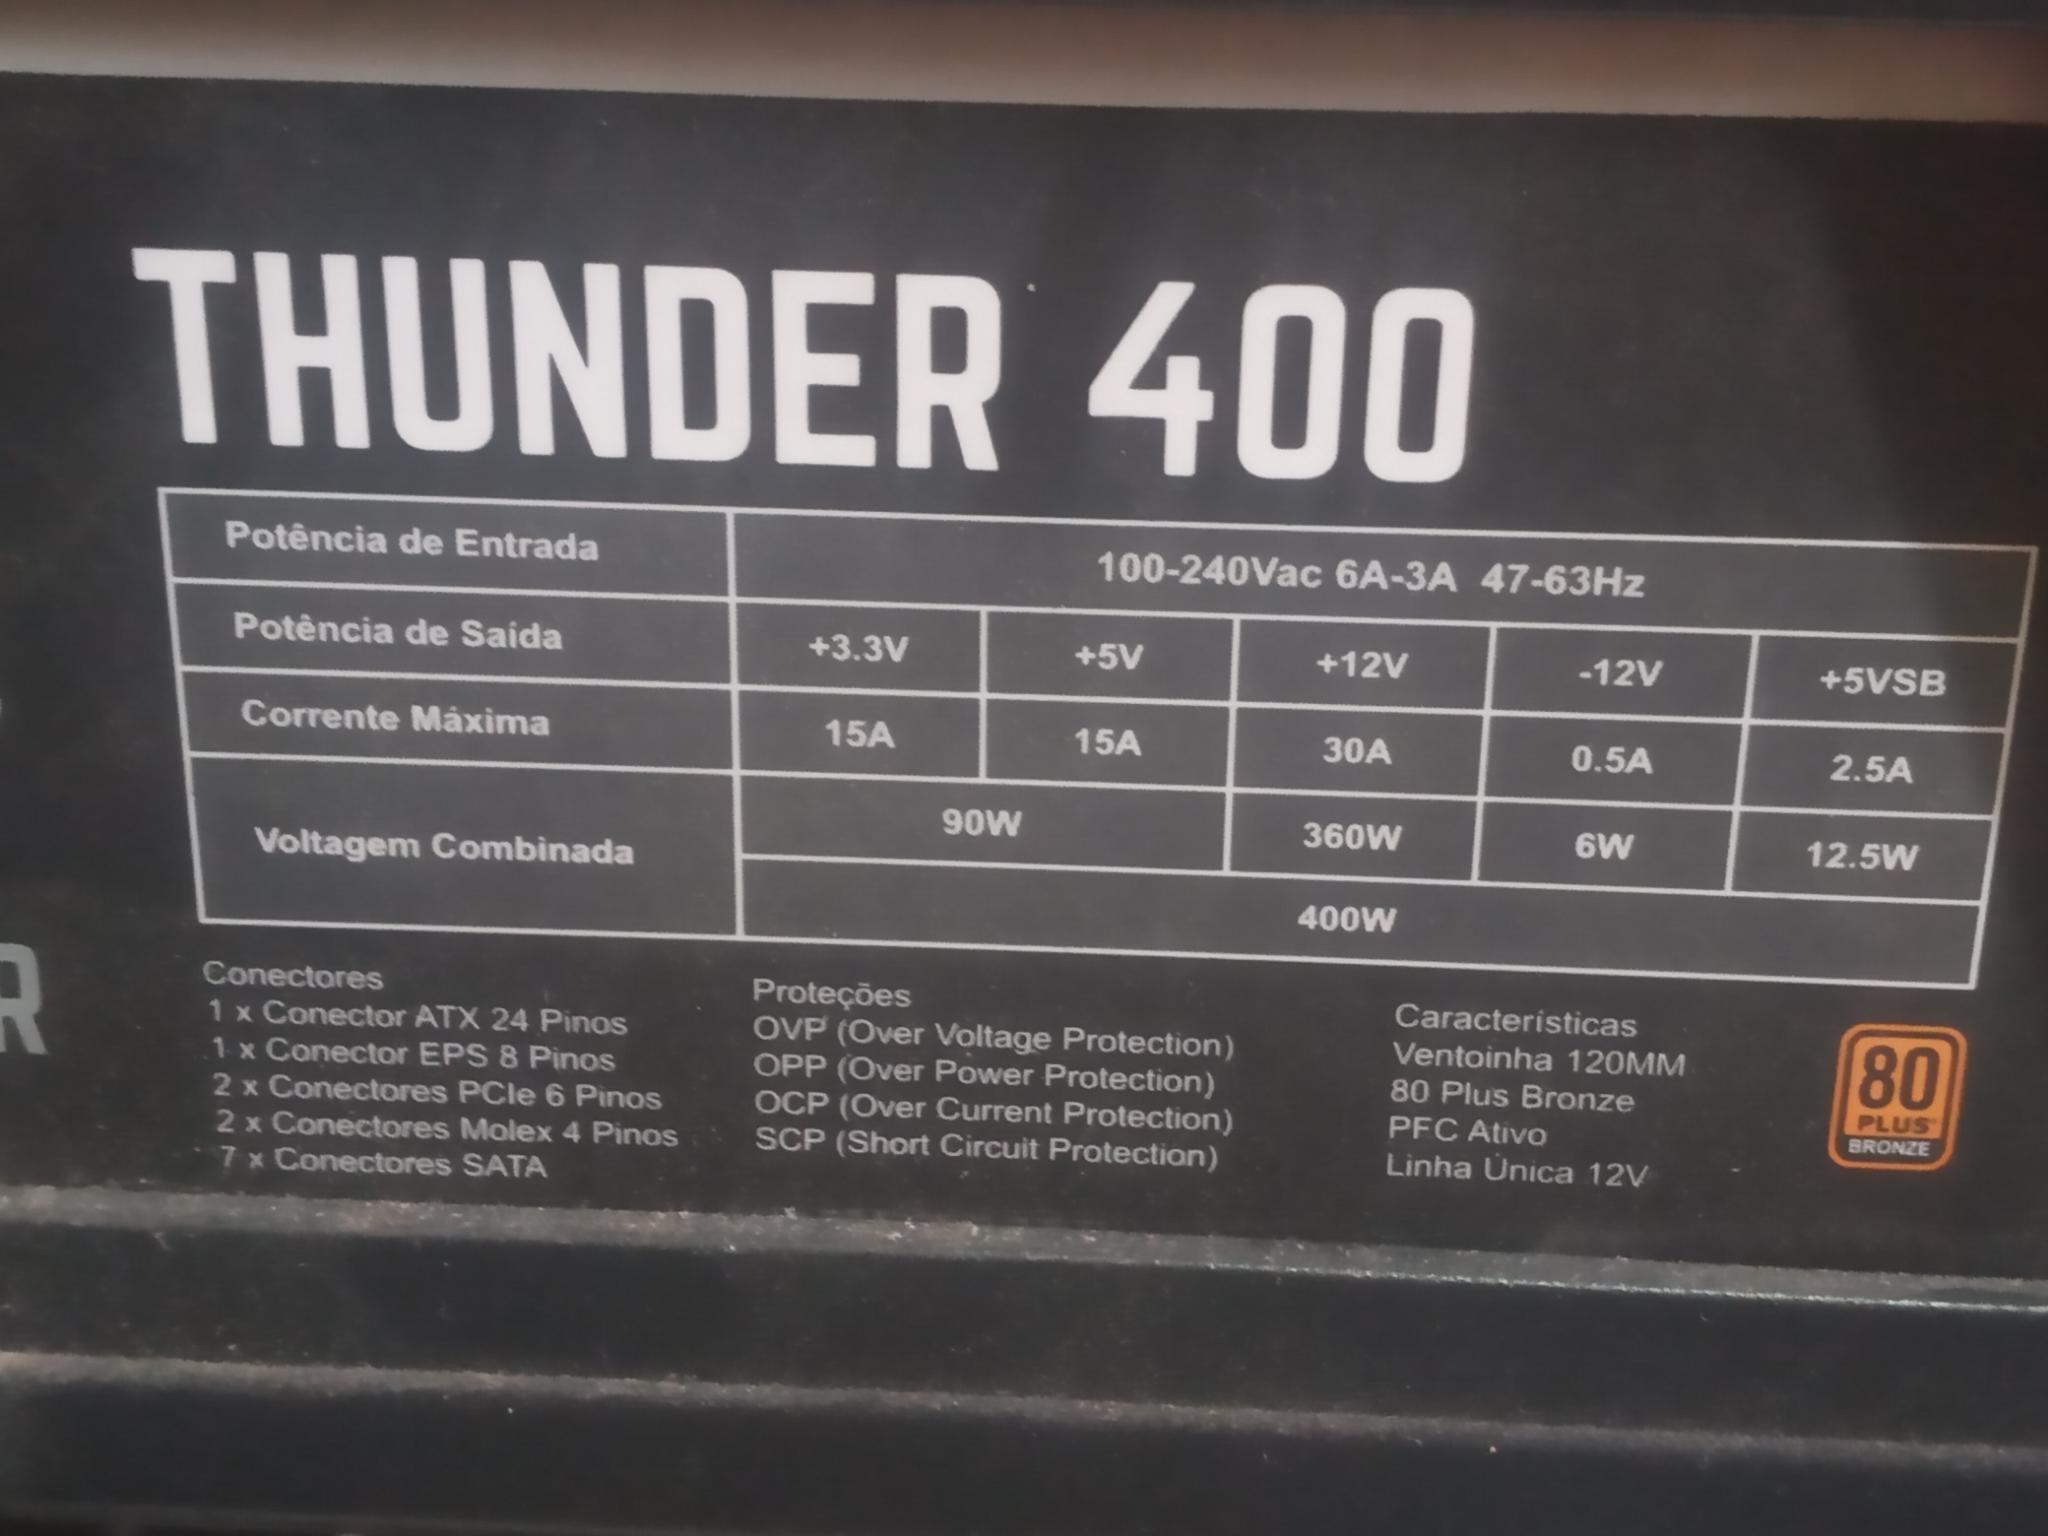 THUNDER 400
Potência de Entrada 100-240Vac 6A-3A 47-63Hz
Potência de Saída +3.3V +5V +12V -12V +5VSB
Corrente Máxima 15A 15A 30A 0.5A 2.5A
Voltagem Combinada 90W 360W 6W 12.5W
400W
Conectores
1 x Conector ATX 24 Pinos
1 x Conector EPS 8 Pinos
2 x Conectores PCIe 6 Pinos
2 x Conectores Molex 4 Pinos
7 x Conectores SATA
Proteções
OVP (Over Voltage Protection)
OPP (Over Power Protection)
OCP (Over Current Protection)
SCP (Short Circuit Protection)
Características
Ventoinha 120MM
80 Plus Bronze
PFC Ativo
Linha Única 12V
80
PLUS
BRONZE
R